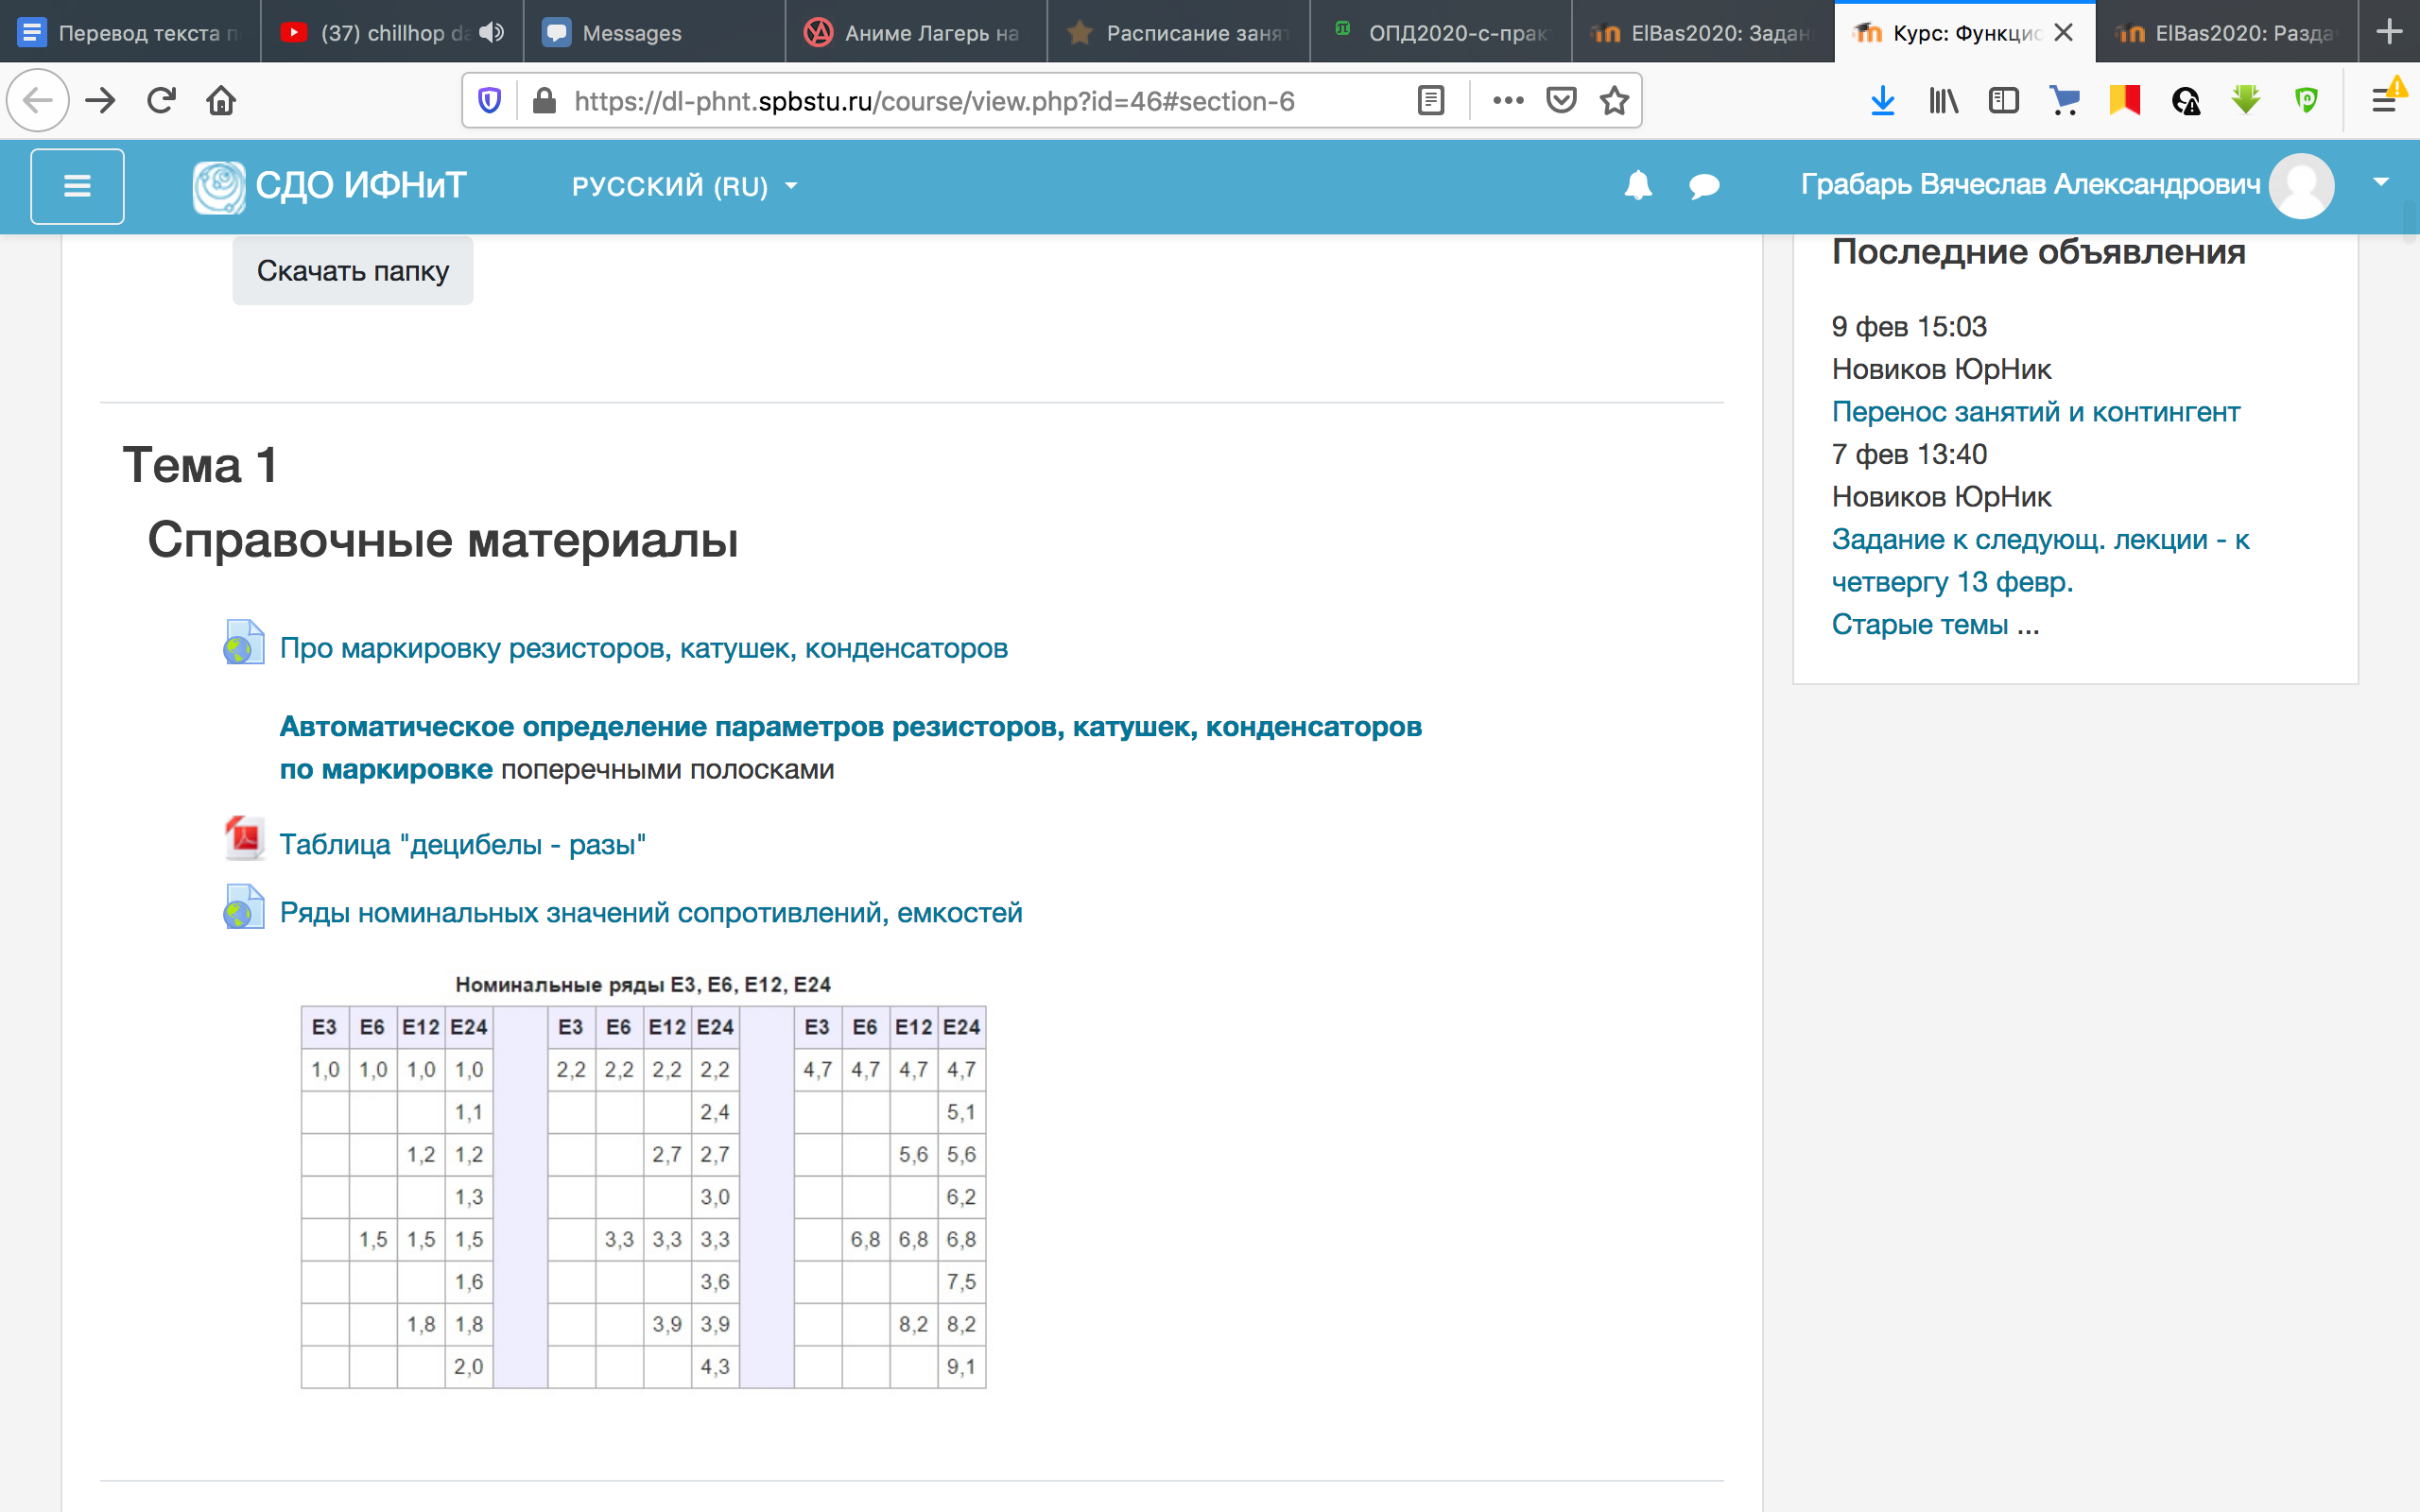 Перевод текста п
(37) chillhop da
Messages
Аниме Лагерь на
Расписание заня
ОПД2020-с-прак
ElBas2020: Задан
Курс: Функцио
ElBas2020: Разда
https://dl-phnt.spbstu.ru/course/view.php?id=46#section-6
СДО ИФНиТ
РУССКИЙ (RU)
Грабарь Вячеслав Александрович
Скачать папку
Тема 1
Справочные материалы
Про маркировку резисторов, катушек, конденсаторов
Автоматическое определение параметров резисторов, катушек, конденсаторов
по маркировке поперечными полосками
Таблица "децибелы - разы"
Ряды номинальных значений сопротивлений, емкостей
Номинальные ряды E3, E6, E12, E24
E3 E6 E12 E24 E3 E6 E12 E24 E3 E6 E12 E24
1,0 1,0 1,0 1,0 2,2 2,2 2,2 2,2 4,7 4,7 4,7 4,7
1,1 2,4 5,1
1,2 1,2 2,7 2,7 5,6 5,6
1,3 3,0 6,2
1,5 1,5 1,5 3,3 3,3 3,3 6,8 6,8 6,8
1,6 3,6 7,5
1,8 1,8 3,9 3,9 8,2 8,2
2,0 4,3 9,1
Последние объявления
9 фев 15:03
Новиков ЮрНик
Перенос занятий и контингент
7 фев 13:40
Новиков ЮрНик
Задание к следующ. лекции - к
четвергу 13 февр.
Старые темы ...